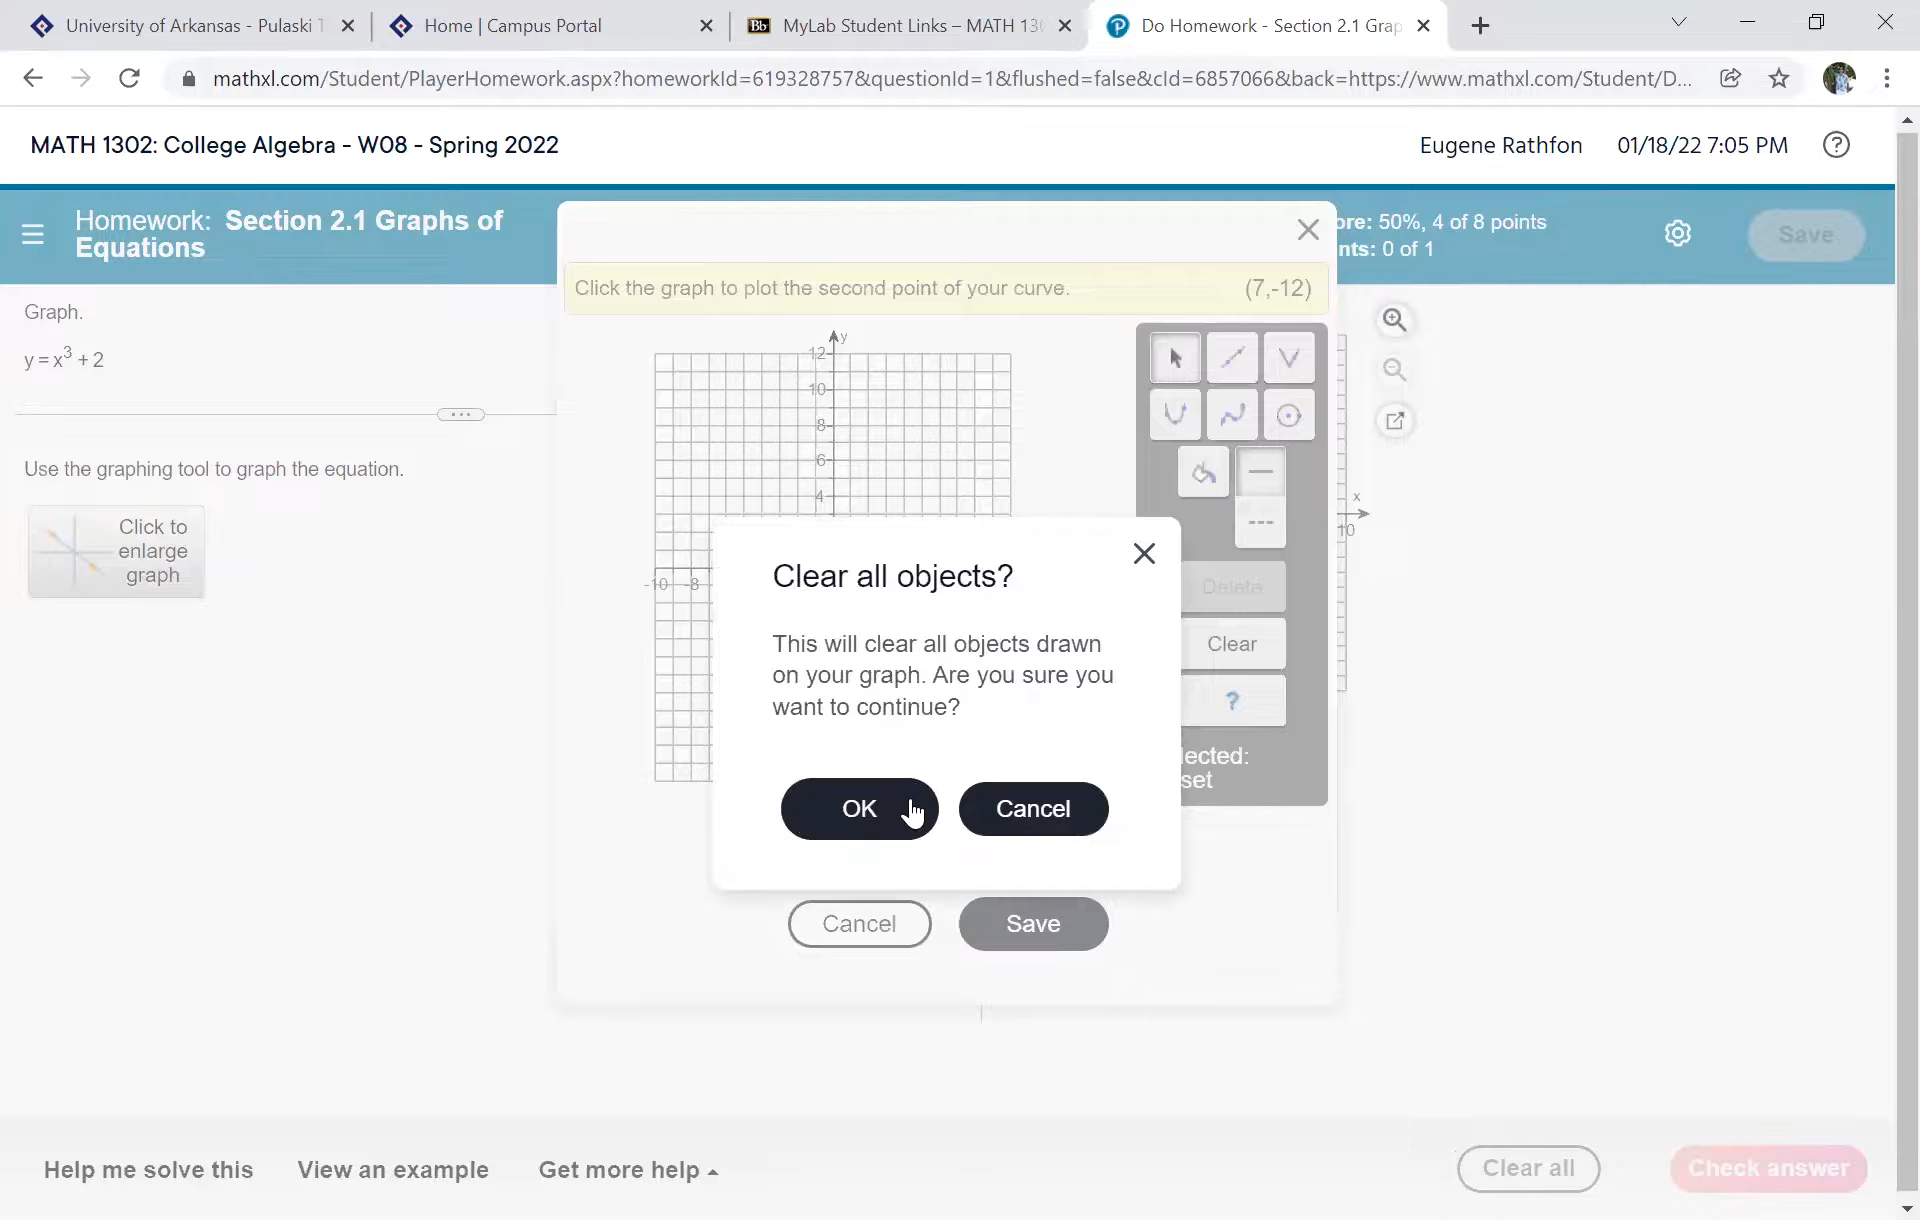 University of Arkansas - Pulaski T
Home | Campus Portal
Bb MyLab Student Links – MATH 130
Do Homework - Section 2.1 Grap
mathxl.com/Student/PlayerHomework.aspx?homeworkId=619328757&questionId=1&flushed=false&cId=6857066&back=https://www.mathxl.com/Student/D...
MATH 1302: College Algebra - W08 - Spring 2022
Eugene Rathfon 01/18/22 7:05 PM ?
Homework: Section 2.1 Graphs of
Equations
ore: 50%, 4 of 8 points
nts: 0 of 1
Save
Graph.
y = x³ + 2
Use the graphing tool to graph the equation.
Click to
enlarge
graph
Click the graph to plot the second point of your curve. (7,-12)
y
12
10
8
6
4
-10 -8
x
10
Delete
Clear
?
lected:
set
Clear all objects?
This will clear all objects drawn
on your graph. Are you sure you
want to continue?
OK Cancel
Cancel Save
Help me solve this View an example Get more help
Clear all Check answer